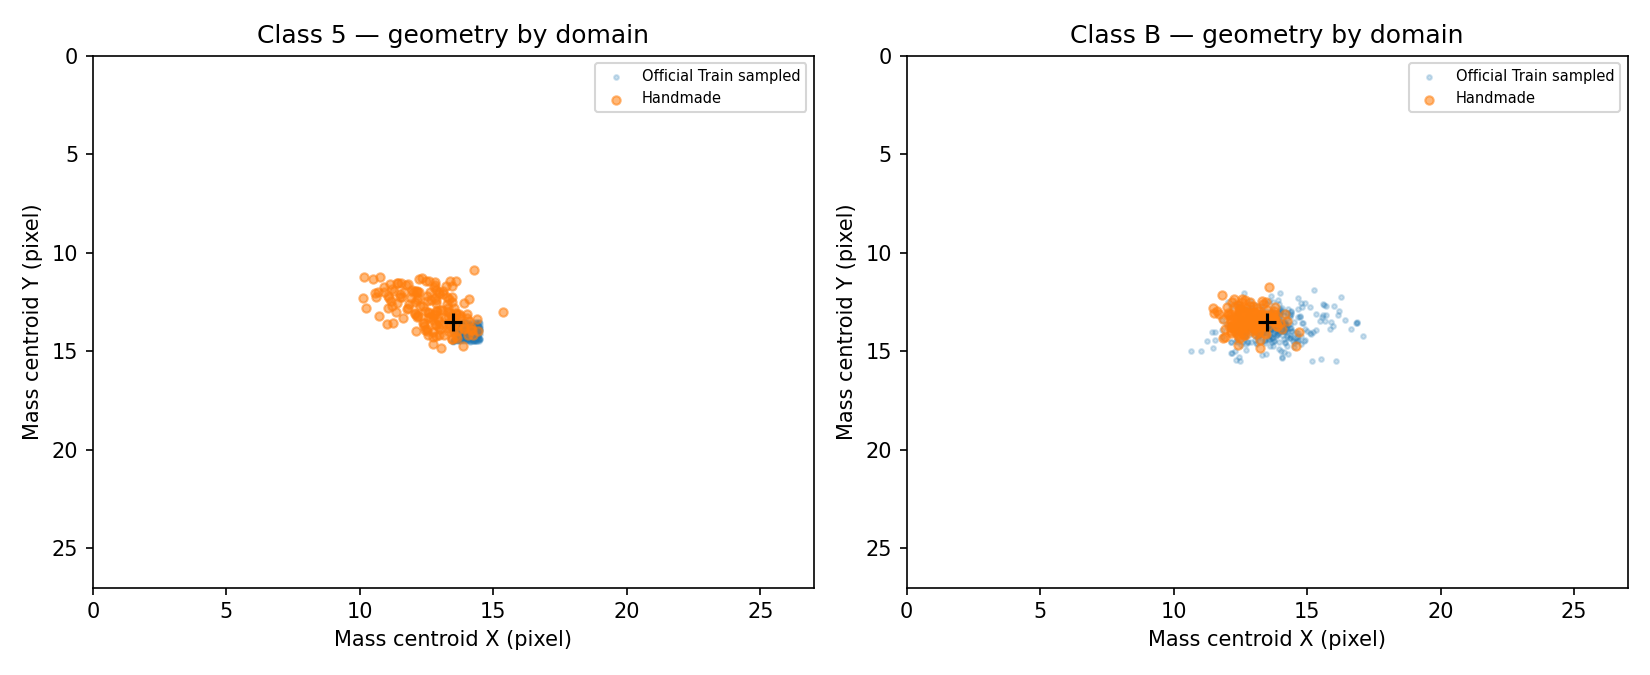 Class 5 — geometry by domain
Official Train sampled
Handmade
0
5
10
15
20
25
Mass centroid Y (pixel)
0 5 10 15 20 25
Mass centroid X (pixel)
Class B — geometry by domain
Official Train sampled
Handmade
0
5
10
15
20
25
Mass centroid Y (pixel)
0 5 10 15 20 25
Mass centroid X (pixel)